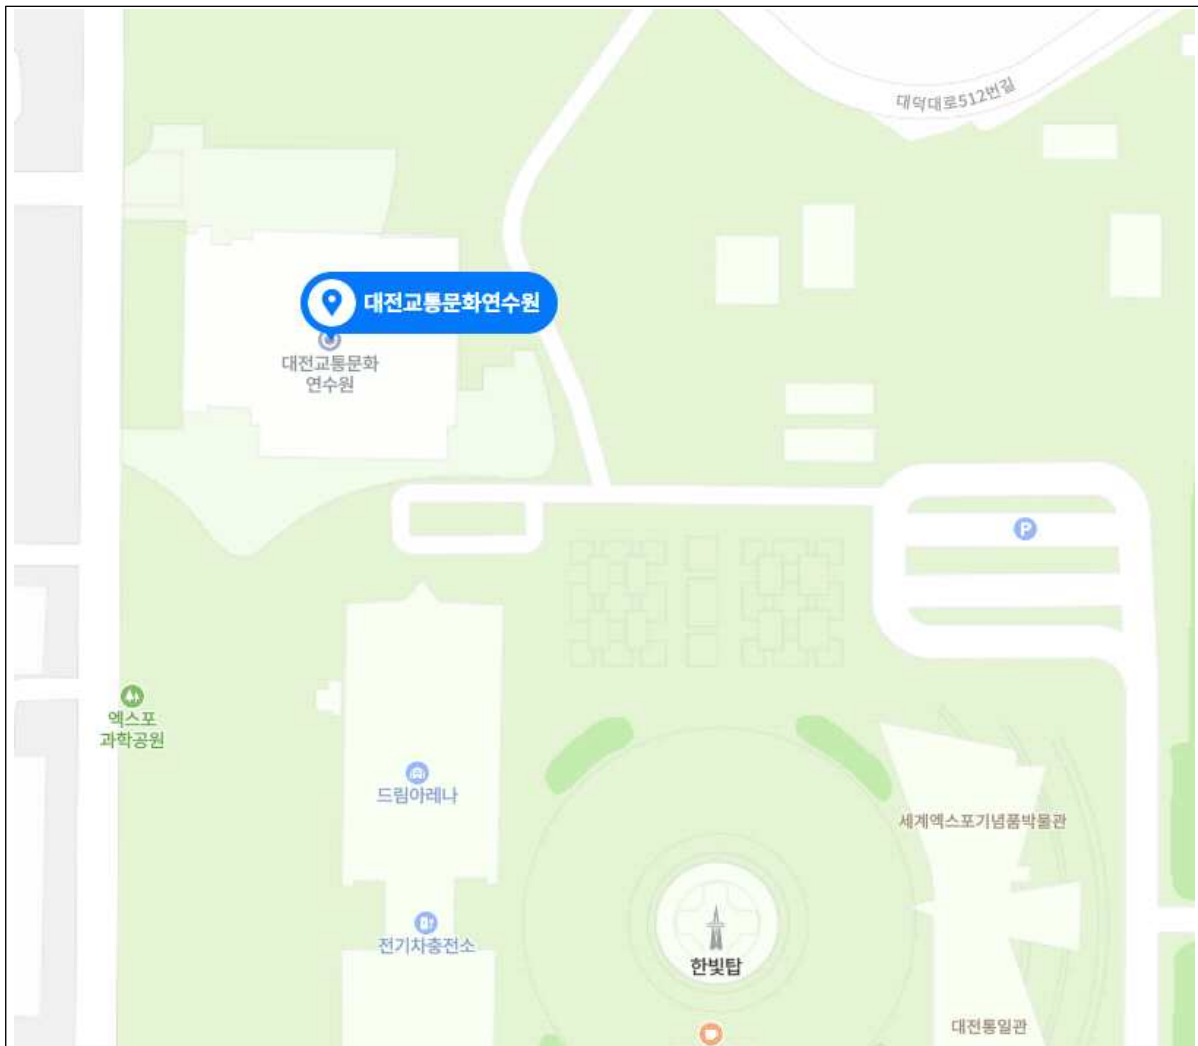 대덕대로512번길
대전교통문화연수원
대전교통문화
연수원
P
엑스포
과학공원
드림아레나
세계엑스포기념품박물관
전기차충전소
한빛탑
대전통일관